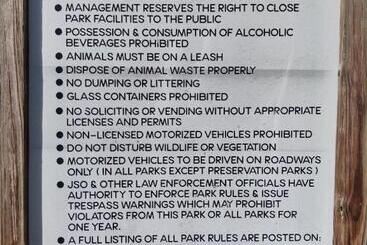 • MANAGEMENT RESERVES THE RIGHT TO CLOSE
PARK FACILITIES TO THE PUBLIC
• POSSESSION & CONSUMPTION OF ALCOHOLIC
BEVERAGES PROHIBITED
• ANIMALS MUST BE ON A LEASH
• DISPOSE OF ANIMAL WASTE PROPERLY
• NO DUMPING OR LITTERING
• GLASS CONTAINERS PROHIBITED
• NO SOLICITING OR VENDING WITHOUT APPROPRIATE
LICENSES AND PERMITS
• NON-LICENSED MOTORIZED VEHICLES PROHIBITED
• DO NOT DISTURB WILDLIFE OR VEGETATION
• MOTORIZED VEHICLES TO BE DRIVEN ON ROADWAYS
ONLY ( IN ALL PARKS EXCEPT PRESERVATION PARKS )
• JSO & OTHER LAW ENFORCEMENT OFFICIALS HAVE
AUTHORITY TO ENFORCE PARK RULES & ISSUE
TRESPASS WARNINGS WHICH MAY PROHIBIT
VIOLATORS FROM THIS PARK OR ALL PARKS FOR
ONE YEAR.
• A FULL LISTING OF ALL PARK RULES ARE POSTED ON: